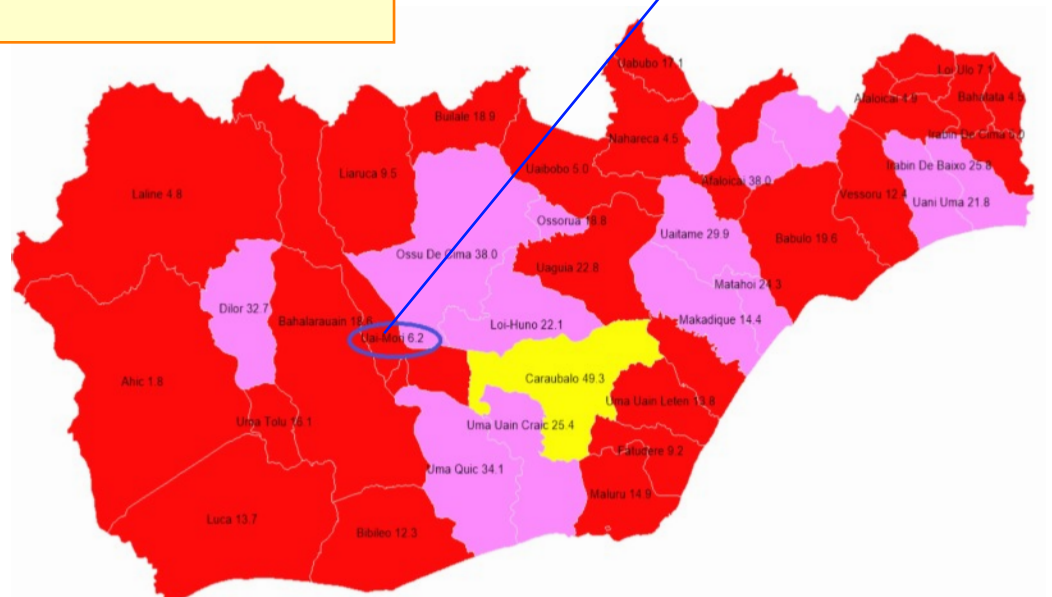 Uabubo 17.1
Loi Ulo 7.1
Afaloicai 4.9
Bahatata 4.5
Builale 18.9
Nahareca 4.5
Irabin De Cima 6.0
Liaruca 9.5
Uaibobo 5.0
Irabin De Baixo 25.8
Afaloicai 38.0
Laline 4.8
Vessoru 12.4
Uani Uma 21.8
Ossorua 18.8
Uaitame 29.9
Babulo 19.6
Ossu De Cima 38.0
Uaguia 22.8
Matahoi 24.3
Dilor 32.7
Bahalarauain 18.6
Makadique 14.4
Loi-Huno 22.1
Uai-Mori 6.2
Ahic 1.8
Caraubalo 49.3
Uma Uain Leten 13.8
Uma Tolu 16.1
Uma Uain Craic 25.4
Fatudere 9.2
Uma Quic 34.1
Maluru 14.9
Luca 13.7
Bibileo 12.3